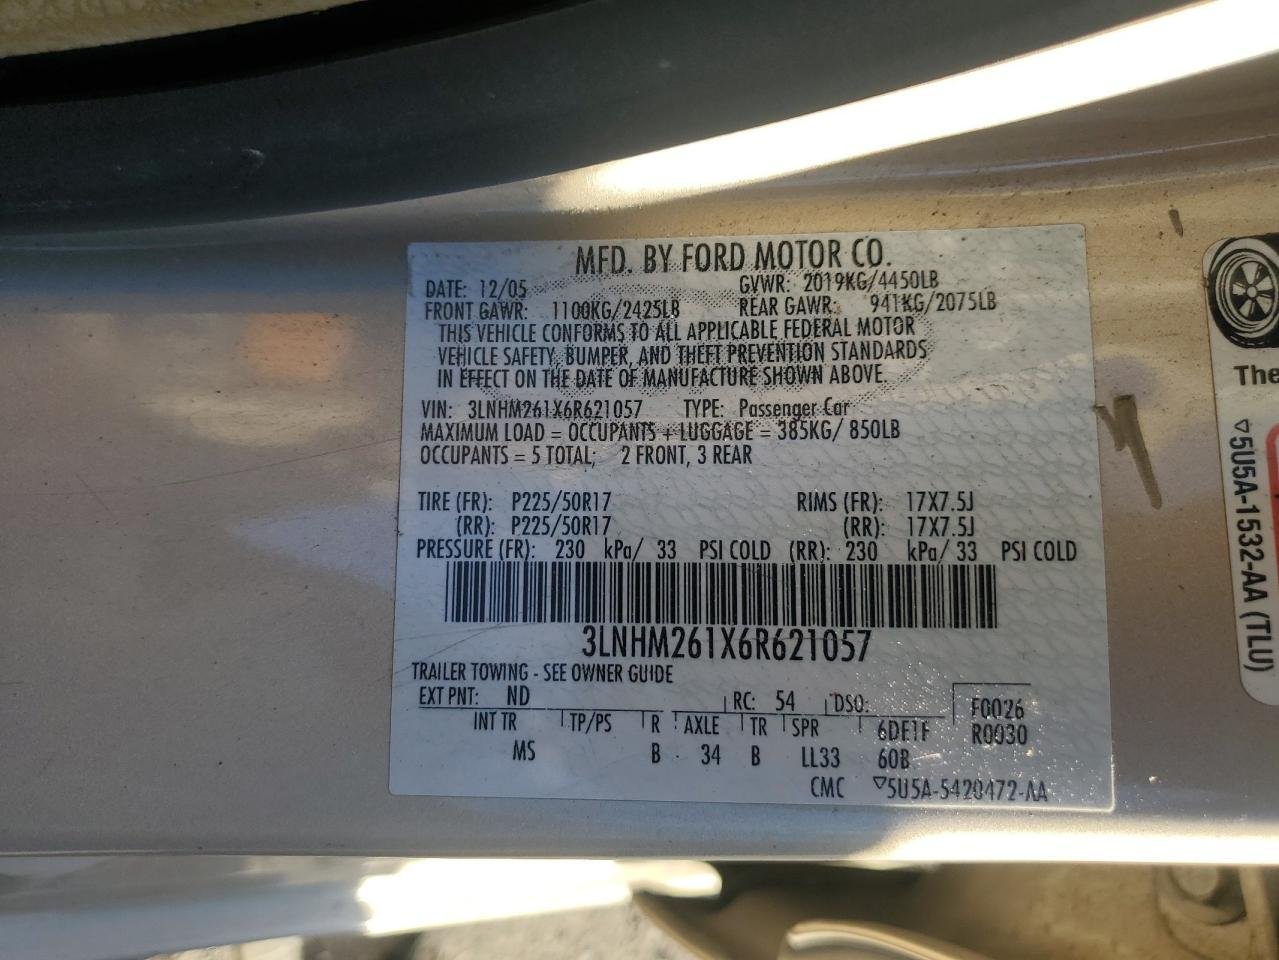 MFD. BY FORD MOTOR CO.
DATE: 12/05 GVWR: 2019KG/4450LB
FRONT GAWR: 1100KG/2425LB REAR GAWR: 941KG/2075LB
THIS VEHICLE CONFORMS TO ALL APPLICABLE FEDERAL MOTOR
VEHICLE SAFETY, BUMPER, AND THEFT PREVENTION STANDARDS
IN EFFECT ON THE DATE OF MANUFACTURE SHOWN ABOVE.
VIN: 3LNHM261X6R621057 TYPE: Passenger Car
MAXIMUM LOAD = OCCUPANTS + LUGGAGE = 385KG/ 850LB
OCCUPANTS = 5 TOTAL; 2 FRONT, 3 REAR
TIRE (FR): P225/50R17 RIMS (FR): 17X7.5J
(RR): P225/50R17 (RR): 17X7.5J
PRESSURE (FR): 230 kPa/ 33 PSI COLD (RR): 230 kPa/ 33 PSI COLD
3LNHM261X6R621057
TRAILER TOWING - SEE OWNER GUIDE
EXT PNT: ND RC: 54 DSO: F0026
INT TR TP/PS R AXLE TR SPR 6DE1F R0030
MS B 34 B LL33 60B
CMC ▽5U5A-5420472-AA
The
▽5U5A-1532-AA (TLU)